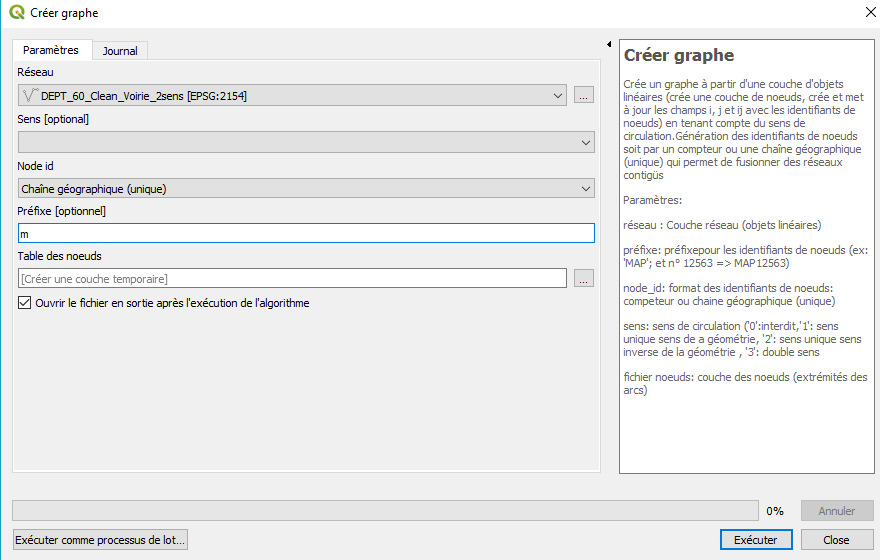 Créer graphe
Paramètres
Journal
Réseau
DEPT_60_Clean_Voirie_2sens [EPSG:2154]
...
Sens [optional]
Node id
Chaîne géographique (unique)
Préfixe [optionnel]
m
Table des noeuds
[Créer une couche temporaire]
...
Ouvrir le fichier en sortie après l'exécution de l'algorithme
Créer graphe
Crée un graphe à partir d'une couche d'objets
linéaires (crée une couche de noeuds, crée et met
à jour les champs i, j et ij avec les identifiants de
noeuds) en tenant compte du sens de
circulation.Génération des identifiants de noeuds
soit par un compteur ou une chaîne géographique
(unique) qui permet de fusionner des réseaux
contigüs
Paramètres:
réseau : Couche réseau (objets linéaires)
préfixe: préfixepour les identifiants de noeuds (ex:
'MAP'; et n° 12563 => MAP12563)
node_id: format des identifiants de noeuds:
competeur ou chaine géographique (unique)
sens: sens de circulation ('0':interdit,'1': sens
unique sens de a géométrie, '2': sens unique sens
inverse de la géométrie , '3': double sens
fichier noeuds: couche des noeuds (extrémités des
arcs)
0%
Annuler
Exécuter comme processus de lot...
Exécuter
Close